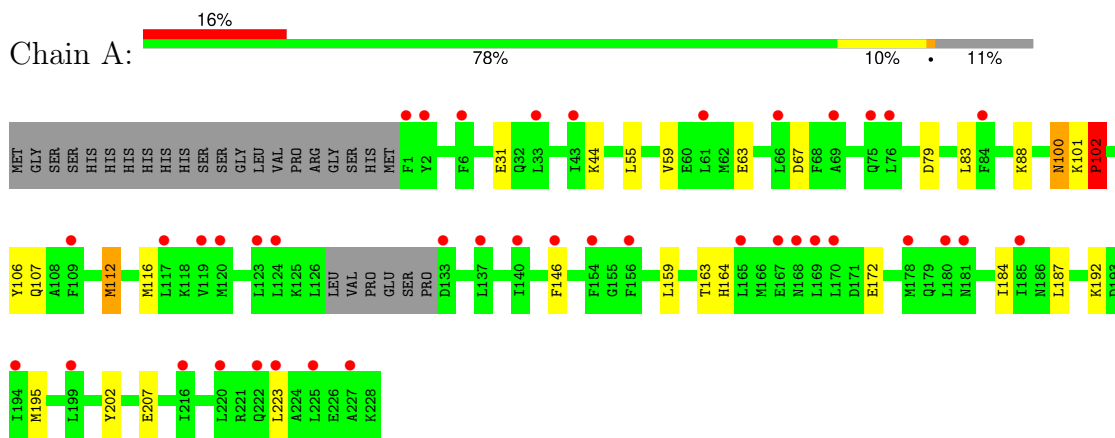 16%
Chain A:
78% 10% • 11%
MET GLY SER SER HIS HIS HIS HIS HIS HIS SER SER GLY LEU VAL PRO ARG GLY SER HIS MET F1 Y2 F6 E31 Q32 L33 I43 K44 L55 V59 E60 L61 M62 E63 L66 D67 F68 A69 Q75 L76 D79 L83 F84 K88 N100 K101 P102
Y106 Q107 A108 F109 M112 M116 L117 K118 V119 M120 L123 L124 K125 L126 LEU VAL PRO GLU SER PRO D133 L137 I140 F146 F154 G155 F156 L159 T163 H164 L165 M166 E167 N168 L169 L170 D171 E172 M178 Q179 L180 N181 I184 I185 N186 L187 K192 D193
I194 M195 L199 Y202 E207 I216 L220 R221 Q222 L223 A224 L225 E226 A227 K228